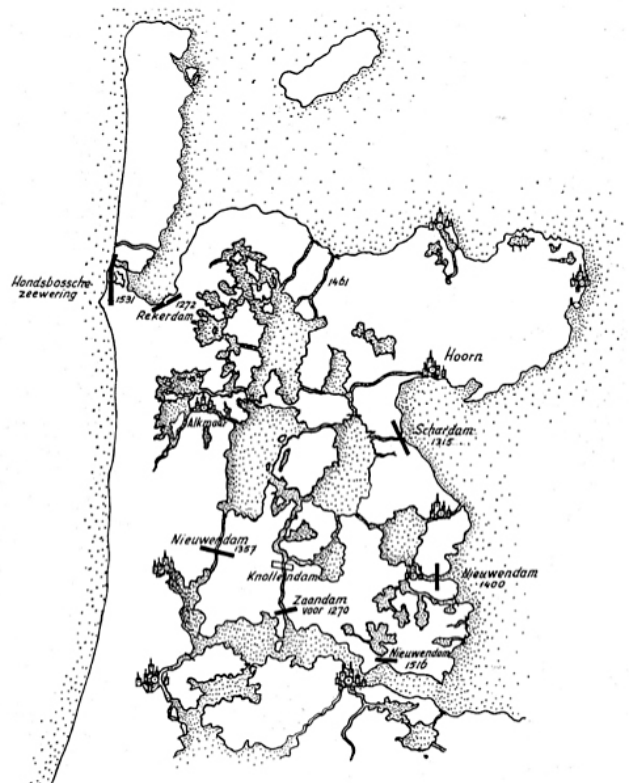 Hondsbossche
zeewering
1531
1272
Rekerdam
1461
Hoorn
Alkmaar
Schardam
1315
Nieuwendam
1357
Knollendam
Nieuwendam
1400
Zaandam
voor 1270
Nieuwendam
1516